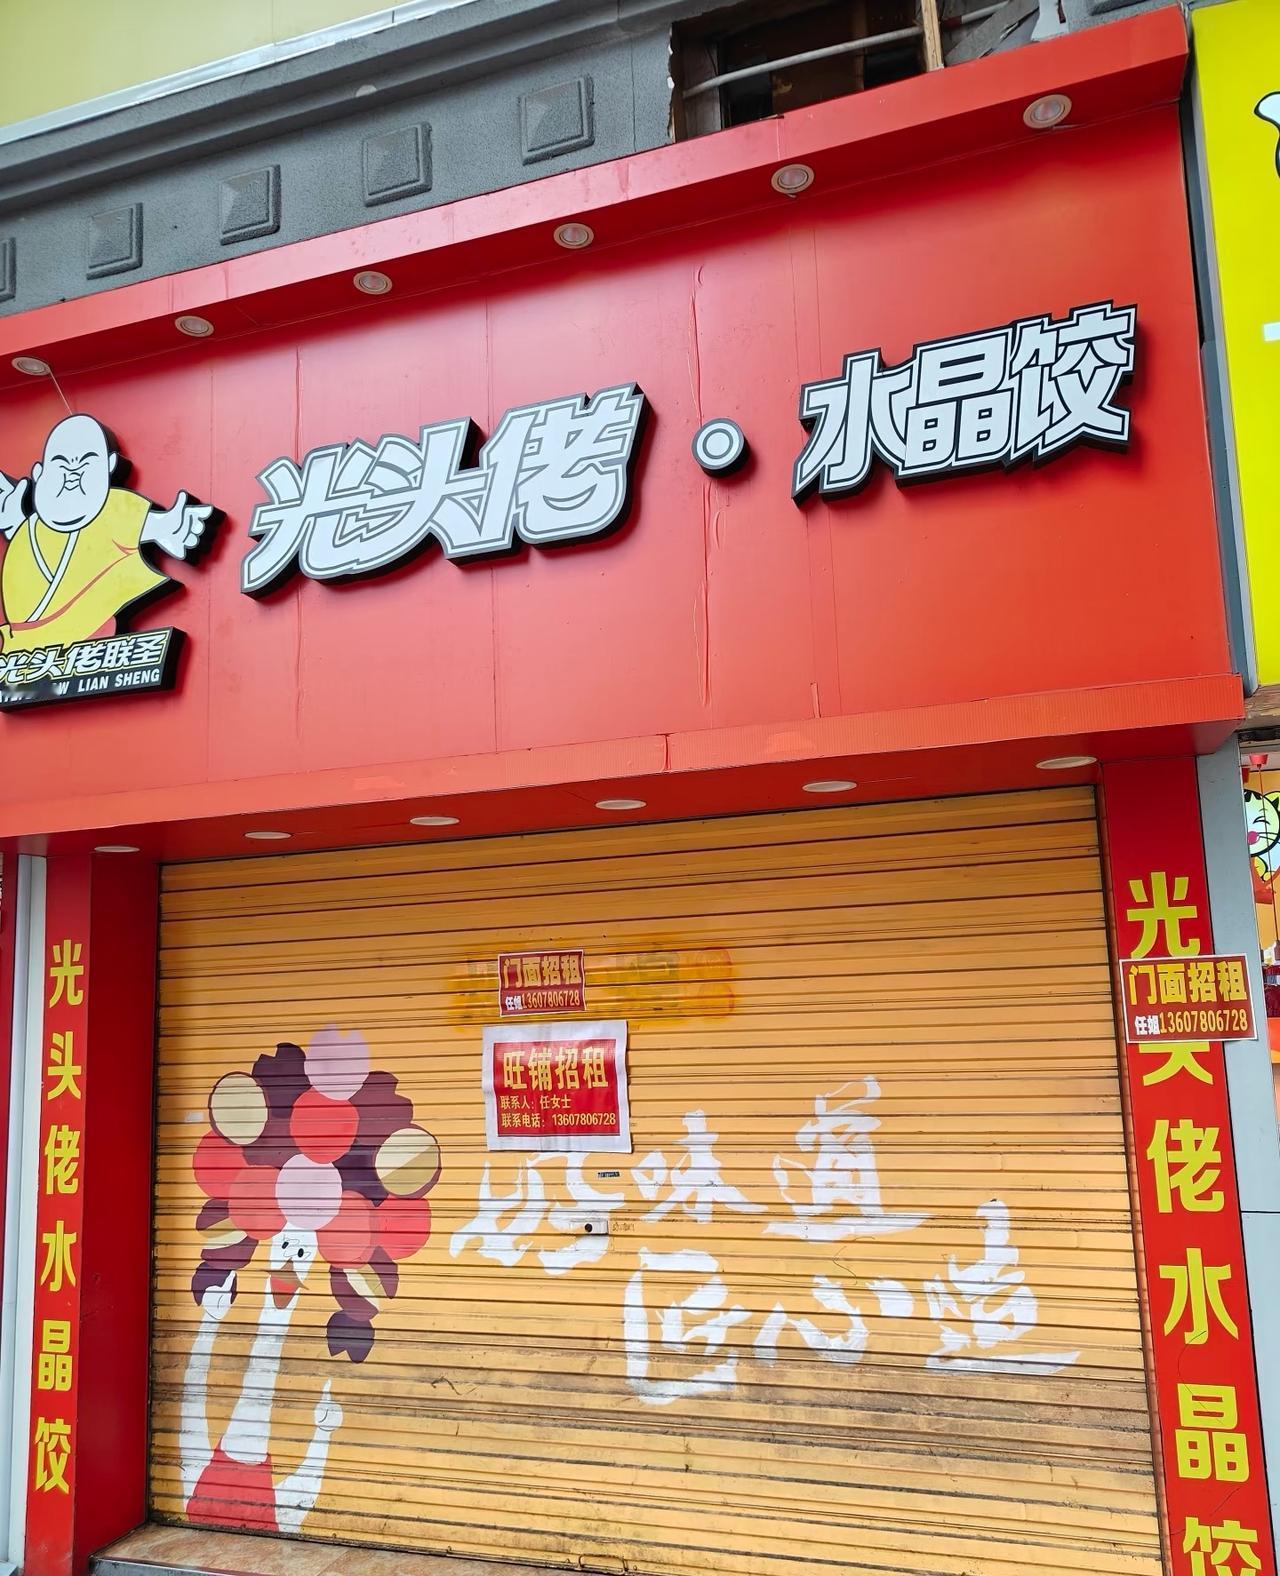 光头佬·水晶饺
光头佬联圣
LIAN SHENG
光头佬水晶饺
门面招租
任姐13607806728
旺铺招租
联系人：任女士
联系电话：13607806728
好味道
匠心造
光头佬水晶饺
门面招租
任姐13607806728